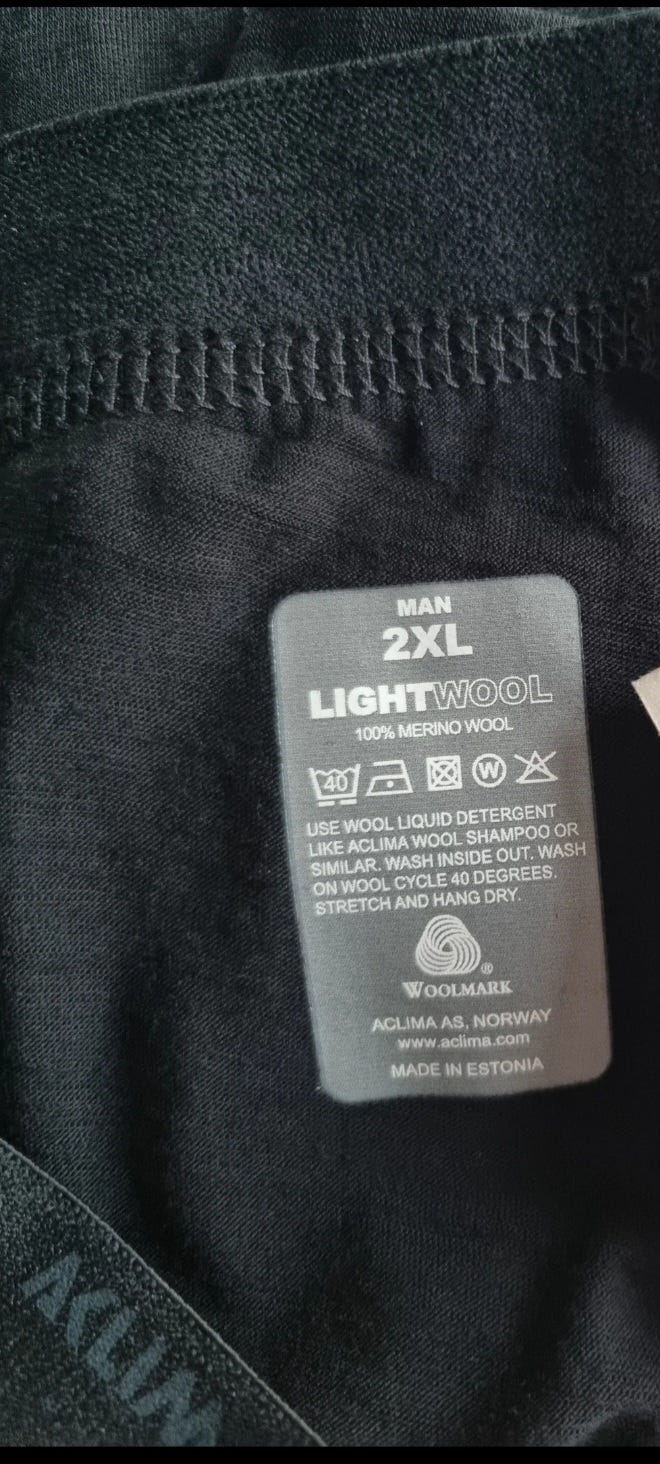 MAN
2XL
LIGHTWOOL
100% MERINO WOOL
40 W
USE WOOL LIQUID DETERGENT
LIKE ACLIMA WOOL SHAMPOO OR
SIMILAR. WASH INSIDE OUT. WASH
ON WOOL CYCLE 40 DEGREES.
STRETCH AND HANG DRY.
®
WOOLMARK
ACLIMA AS, NORWAY
www.aclima.com
MADE IN ESTONIA
ACLIM